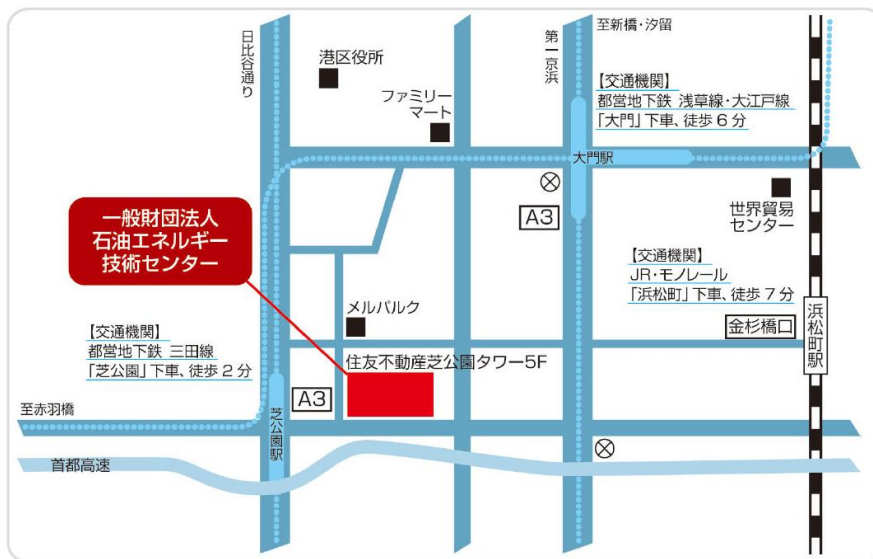 日比谷通り
港区役所
ファミリー
マート
第一京浜
至新橋・汐留
【交通機関】
都営地下鉄 浅草線・大江戸線
「大門」下車、徒歩6分
大門駅
A3
世界貿易
センター
一般財団法人
石油エネルギー
技術センター
【交通機関】
JR・モノレール
「浜松町」下車、徒歩7分
メルパルク
金杉橋口
浜松町駅
【交通機関】
都営地下鉄 三田線
「芝公園」下車、徒歩2分
住友不動産芝公園タワー5F
A3
至赤羽橋
芝公園駅
首都高速